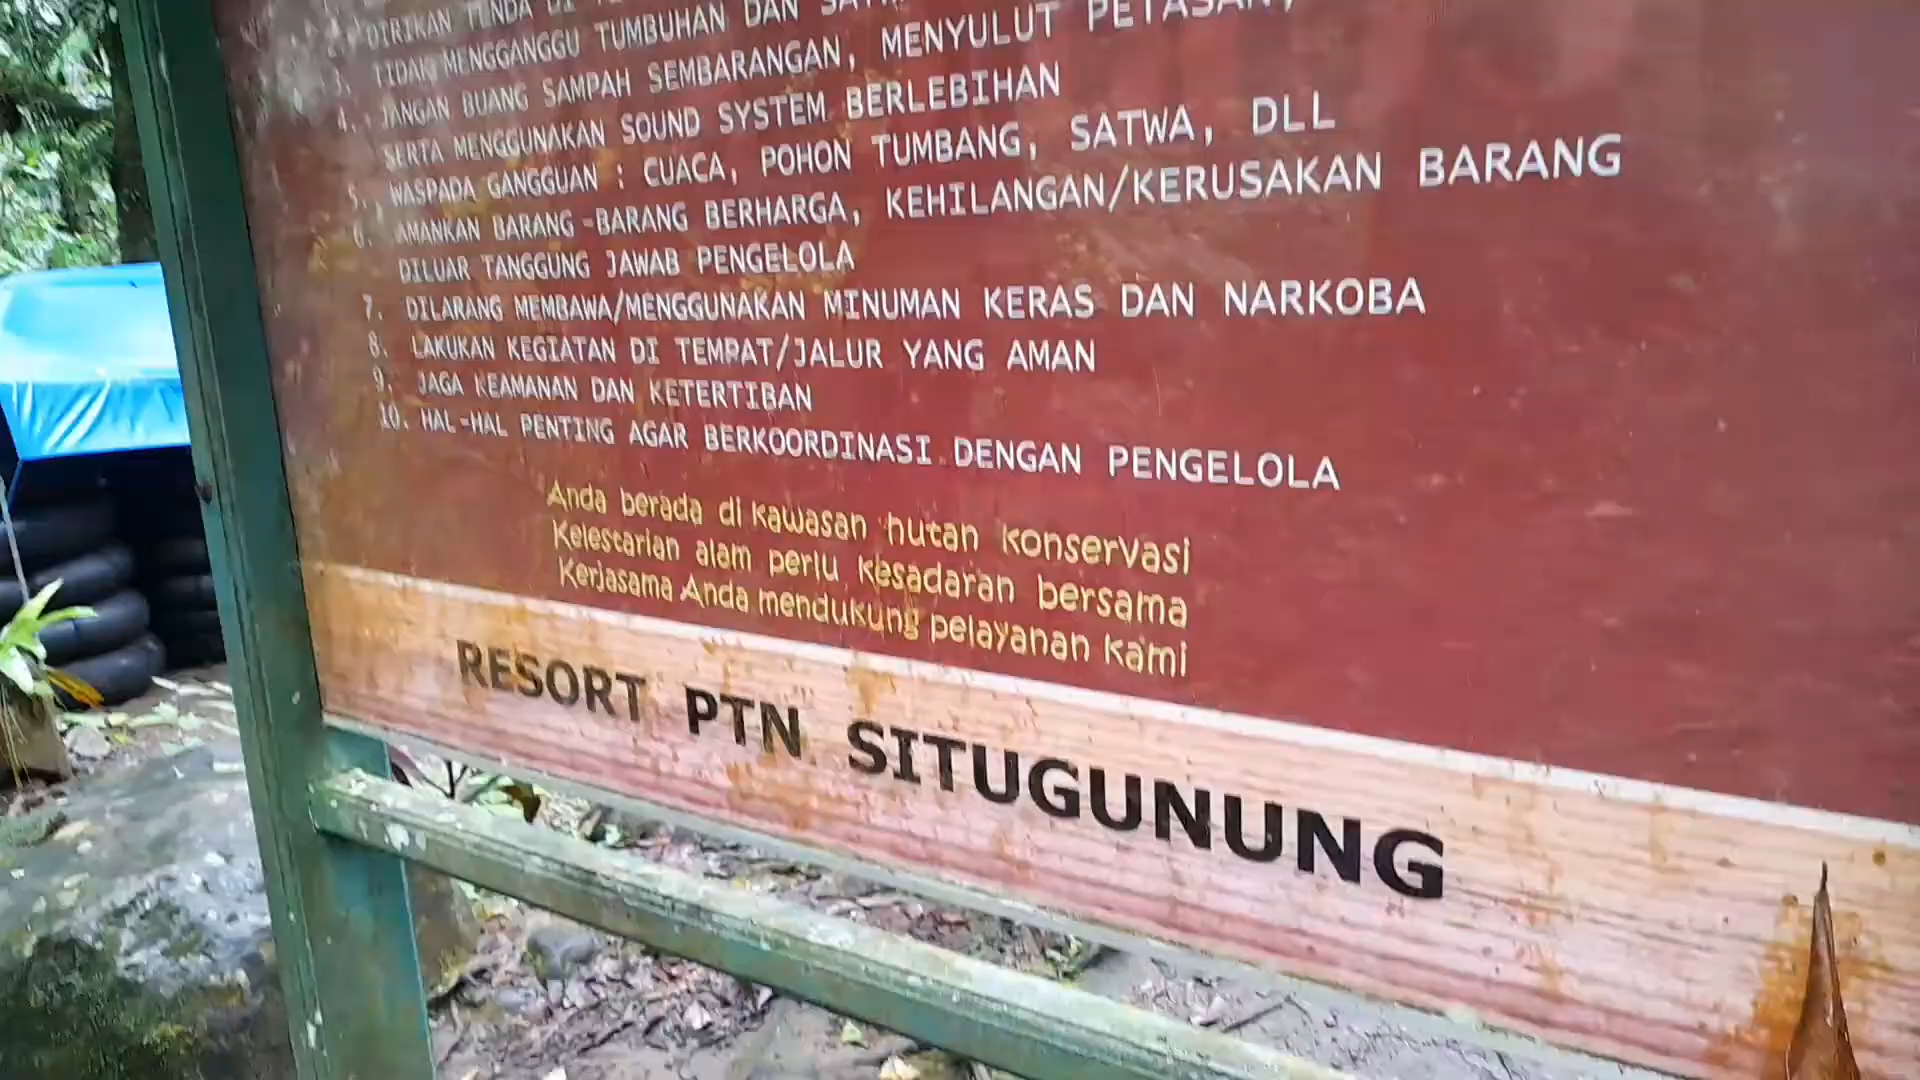 DIRIKAN TENDA DI
3. TIDAK MENGGANGGU TUMBUHAN DAN
4. JANGAN BUANG SAMPAH SEMBARANGAN, MENYULUT PETASAN,
SERTA MENGGUNAKAN SOUND SYSTEM BERLEBIHAN
5. WASPADA GANGGUAN : CUACA, POHON TUMBANG, SATWA, DLL
6. AMANKAN BARANG-BARANG BERHARGA, KEHILANGAN/KERUSAKAN BARANG
DILUAR TANGGUNG JAWAB PENGELOLA
7. DILARANG MEMBAWA/MENGGUNAKAN MINUMAN KERAS DAN NARKOBA
8. LAKUKAN KEGIATAN DI TEMPAT/JALUR YANG AMAN
9. JAGA KEAMANAN DAN KETERTIBAN
10. HAL-HAL PENTING AGAR BERKOORDINASI DENGAN PENGELOLA
Anda berada di kawasan hutan konservasi
Kelestarian alam perlu kesadaran bersama
Kerjasama Anda mendukung pelayanan kami
RESORT PTN SITUGUNUNG